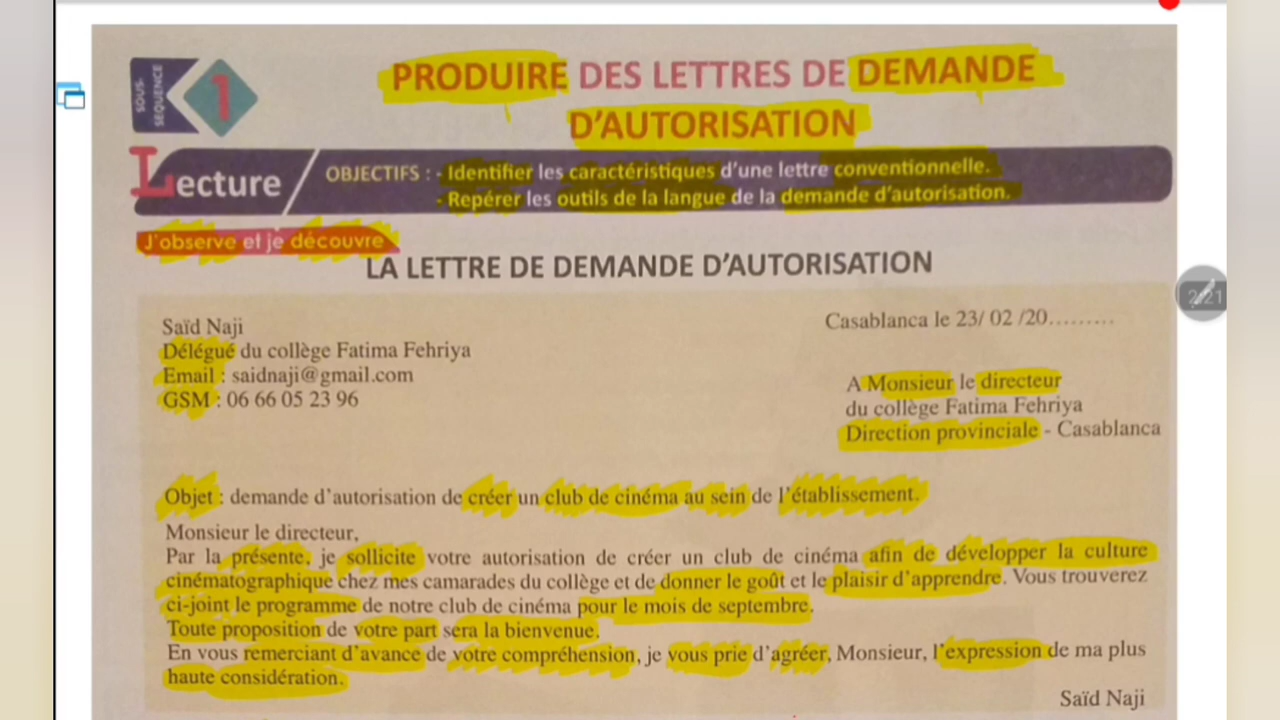 SOUS-
SEQUENCE
1
PRODUIRE DES LETTRES DE DEMANDE
D'AUTORISATION
Lecture
OBJECTIFS : - Identifier les caractéristiques d'une lettre conventionnelle.
- Repérer les outils de la langue de la demande d'autorisation.
J'observe et je découvre
LA LETTRE DE DEMANDE D'AUTORISATION
Saïd Naji
Délégué du collège Fatima Fehriya
Email : saidnaji@gmail.com
GSM : 06 66 05 23 96
Casablanca le 23/ 02 /20.........
A Monsieur le directeur
du collège Fatima Fehriya
Direction provinciale - Casablanca
Objet : demande d'autorisation de créer un club de cinéma au sein de l'établissement.
Monsieur le directeur,
Par la présente, je sollicite votre autorisation de créer un club de cinéma afin de développer la culture
cinématographique chez mes camarades du collège et de donner le goût et le plaisir d'apprendre. Vous trouverez
ci-joint le programme de notre club de cinéma pour le mois de septembre.
Toute proposition de votre part sera la bienvenue.
En vous remerciant d'avance de votre compréhension, je vous prie d'agréer, Monsieur, l'expression de ma plus
haute considération.
Saïd Naji
2/21